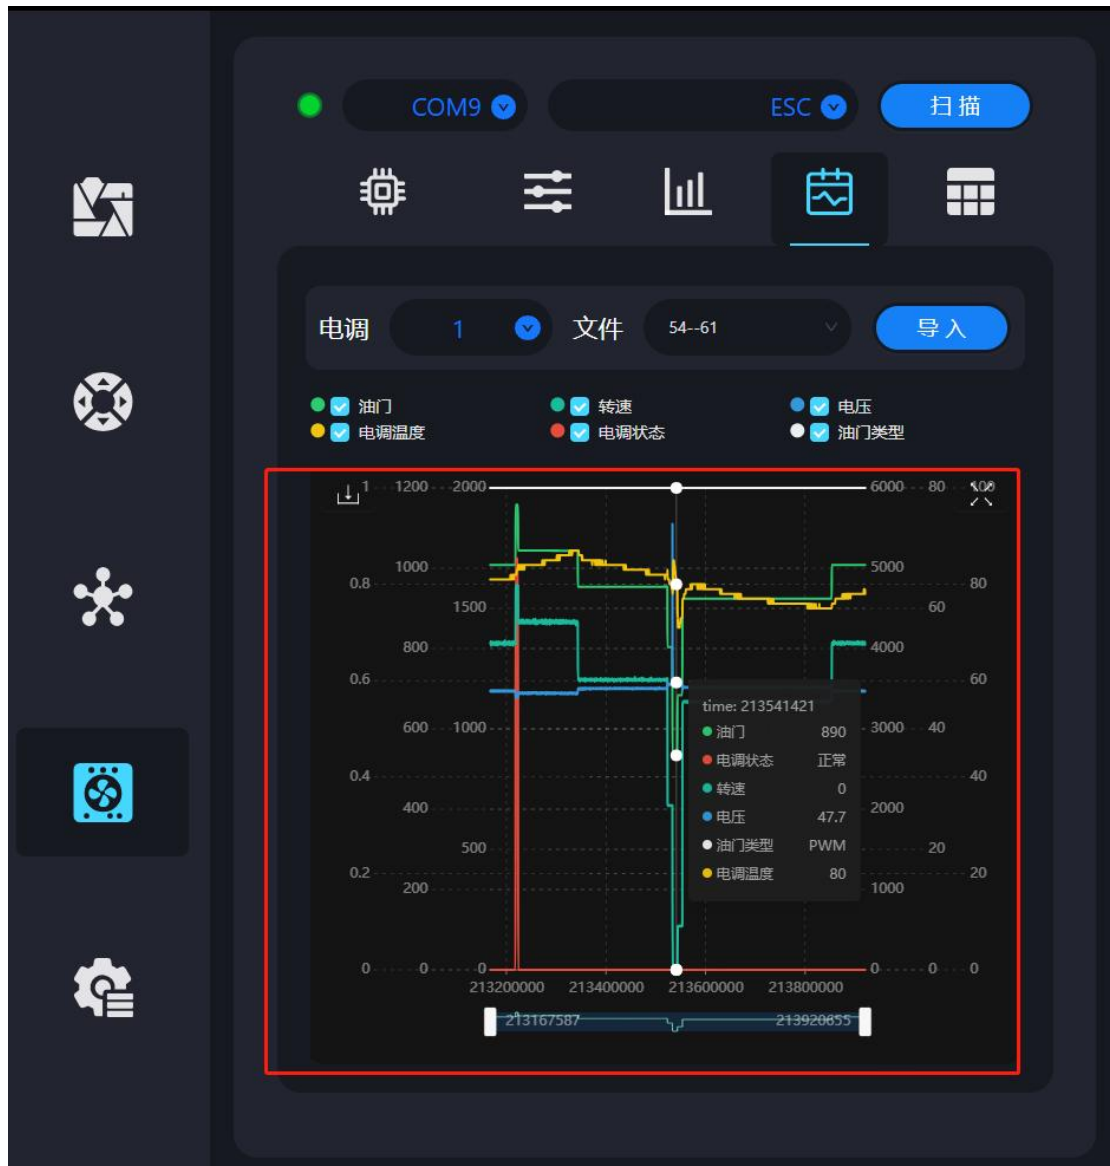 COM9 ESC 扫 描
电调 1 文件 54--61 导 入
油门 转速 电压
电调温度 电调状态 油门类型
1 1200 2000 6000 80 100
1000 5000
0.8 80
1500 60
800 4000
0.6 60
time: 213541421
600 1000 油门 890 3000 40
电调状态 正常
0.4 40
转速 0
400 2000
电压 47.7
500 油门类型 PWM 20
0.2 电调温度 80 20
200 1000
0 0 0 0 0 0
213200000 213400000 213600000 213800000
213167587 213920655